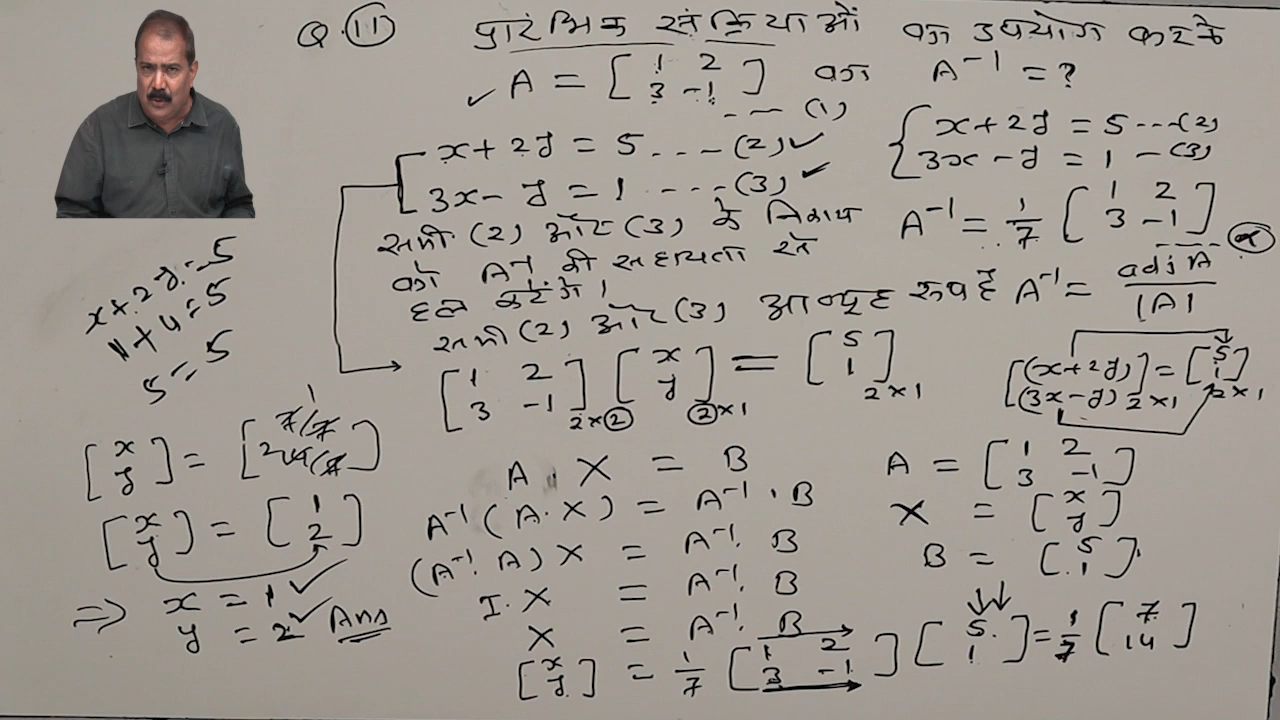 Q. 11 प्रारंभिक संक्रियाओं का उपयोग करके
A = [1 2; 3 -1] का A⁻¹ = ?
--- (1)
x + 2y = 5 ---- (2)
3x - y = 1 ---- (3)
समी (2) और (3) के निकाय
को A⁻¹ की सहायता से
हल करेंगे।
समी (2) और (3) आव्यूह रूप में
[1 2; 3 -1]2×2 [x; y]2×1 = [5; 1]2×1
A . X = B
A⁻¹(A.X) = A⁻¹.B
(A⁻¹.A)X = A⁻¹.B
I.X = A⁻¹.B
X = A⁻¹.B
[x; y] = 1/7 [1 2; 3 -1] [5; 1] = 1/7 [7; 14]
x + 2y = 5 ---(2)
3x - y = 1 -(3)
A⁻¹ = 1/7 [1 2; 3 -1]
A⁻¹ = adj A / |A|
[(x+2y); (3x-y)]2×1 = [5; 1]2×1
A = [1 2; 3 -1]
X = [x; y]
B = [5; 1]
x + 2y = 5
1 + 4 = 5
5 = 5
[x; y] = [7/7; 14/7]
[x; y] = [1; 2]
⇒ x = 1
y = 2 Ans